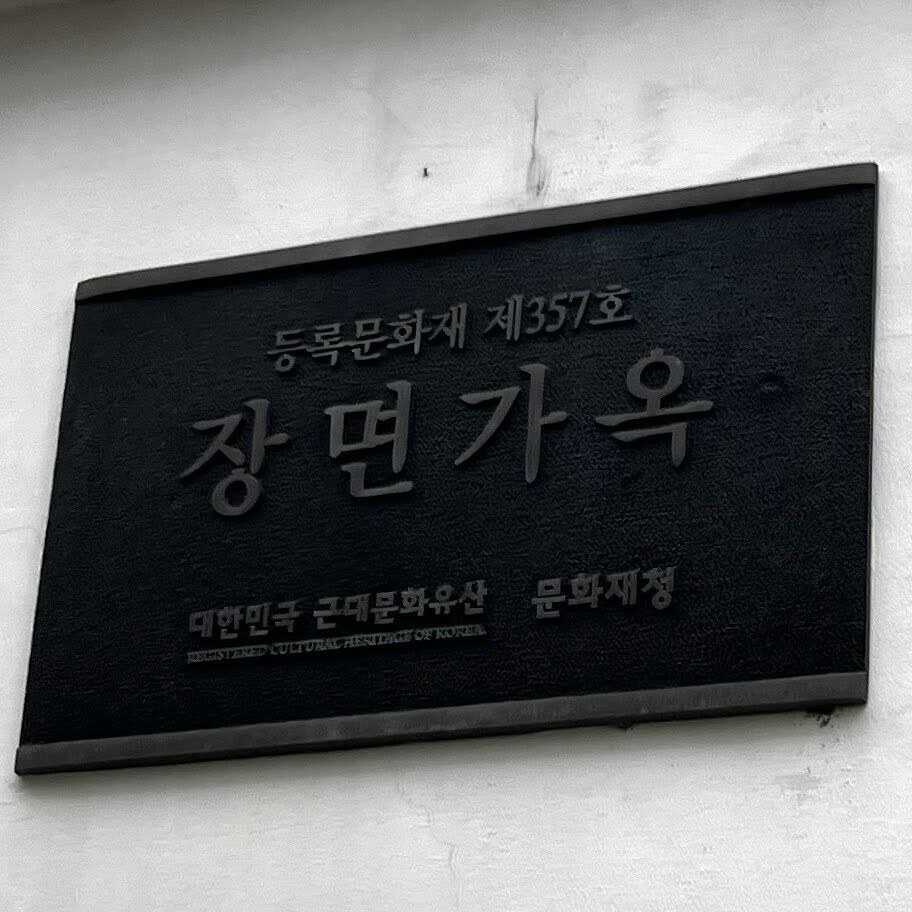 등록문화재 제357호
장면가옥
대한민국 근대문화유산 문화재청
REGISTERED CULTURAL HERITAGE OF KOREA